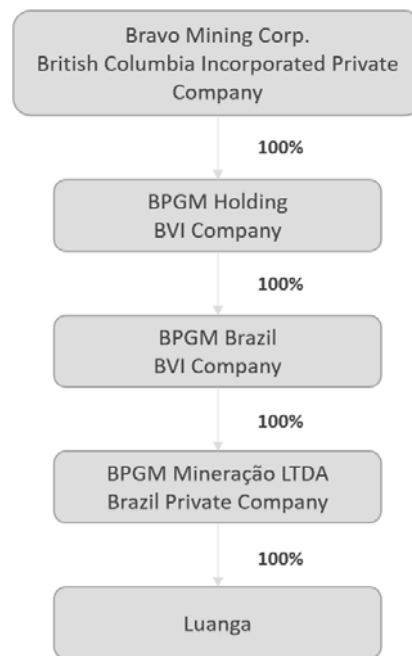 Bravo Mining Corp.
British Columbia Incorporated Private
Company
100%
BPGM Holding
BVI Company
100%
BPGM Brazil
BVI Company
100%
BPGM Mineração LTDA
Brazil Private Company
100%
Luanga